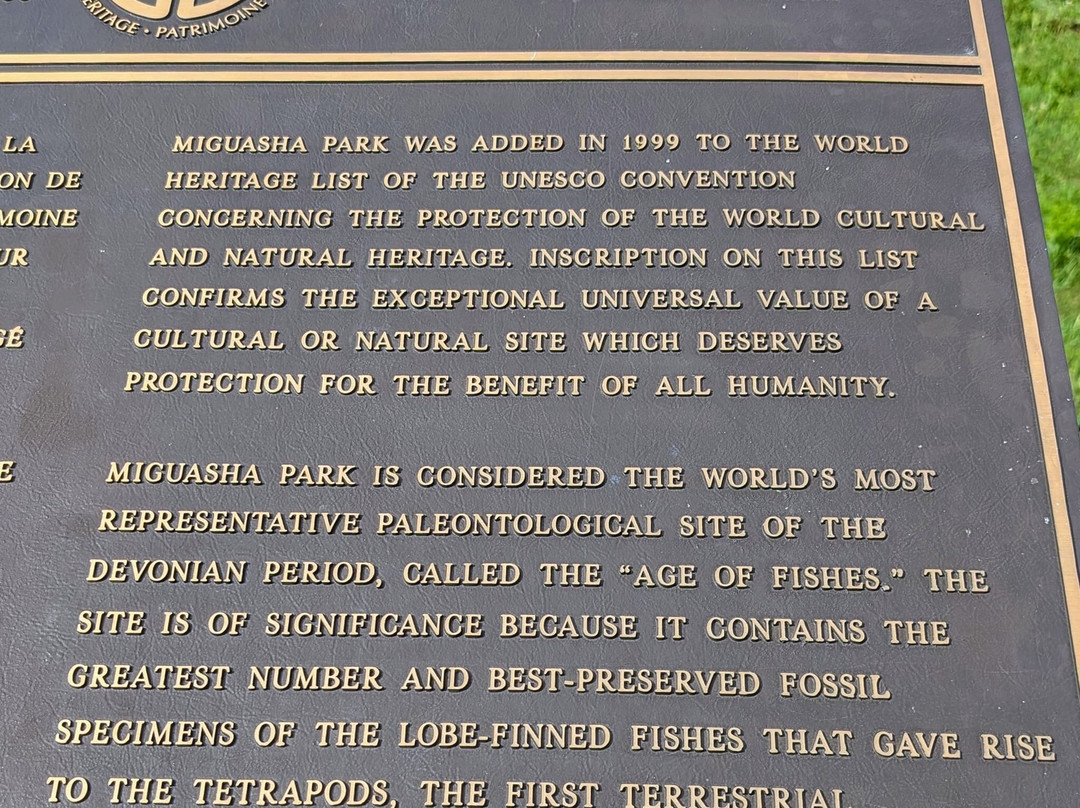 HERITAGE • PATRIMOINE
LA
ON DE
MOINE
UR
GÉ
E
MIGUASHA PARK WAS ADDED IN 1999 TO THE WORLD
HERITAGE LIST OF THE UNESCO CONVENTION
CONCERNING THE PROTECTION OF THE WORLD CULTURAL
AND NATURAL HERITAGE. INSCRIPTION ON THIS LIST
CONFIRMS THE EXCEPTIONAL UNIVERSAL VALUE OF A
CULTURAL OR NATURAL SITE WHICH DESERVES
PROTECTION FOR THE BENEFIT OF ALL HUMANITY.
MIGUASHA PARK IS CONSIDERED THE WORLD'S MOST
REPRESENTATIVE PALEONTOLOGICAL SITE OF THE
DEVONIAN PERIOD, CALLED THE “AGE OF FISHES.” THE
SITE IS OF SIGNIFICANCE BECAUSE IT CONTAINS THE
GREATEST NUMBER AND BEST-PRESERVED FOSSIL
SPECIMENS OF THE LOBE-FINNED FISHES THAT GAVE RISE
TO THE TETRAPODS, THE FIRST TERRESTRIAL